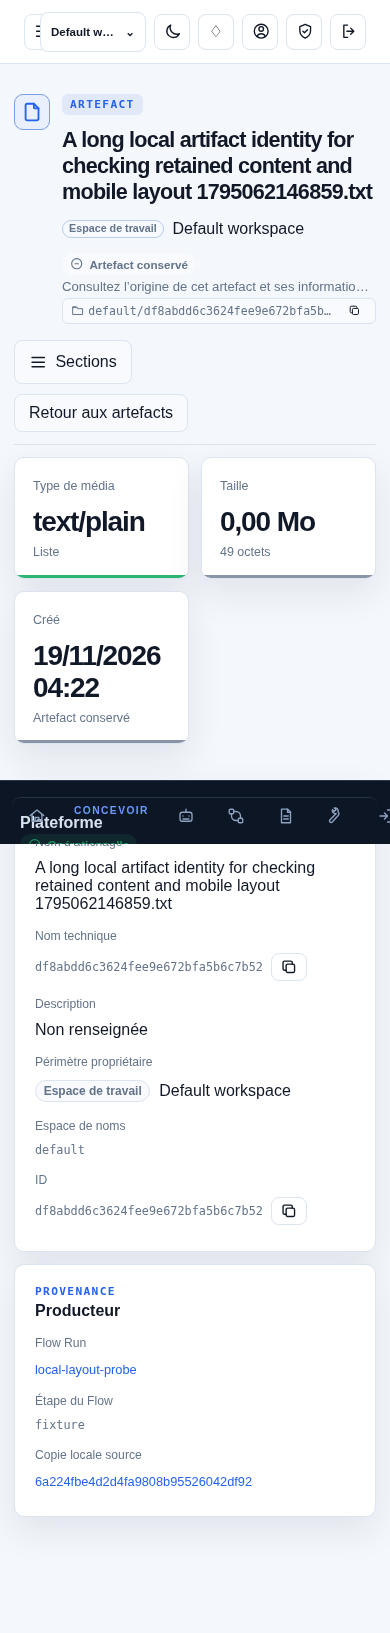 Default w… 
ARTEFACT
A long local artifact identity for
checking retained content and
mobile layout 1795062146859.txt
Espace de travail Default workspace
Artefact conservé
Consultez l’origine de cet artefact et ses informatio…
default/df8abdd6c3624fee9e672bfa5b…
Sections
Retour aux artefacts
Type de média
text/plain
Liste
Taille
0,00 Mo
49 octets
Créé
19/11/2026
04:22
Artefact conservé
CONCEVOIR
Plateforme
A long local artifact identity for checking
retained content and mobile layout
1795062146859.txt
Nom technique
df8abdd6c3624fee9e672bfa5b6c7b52
Description
Non renseignée
Périmètre propriétaire
Espace de travail Default workspace
Espace de noms
default
ID
df8abdd6c3624fee9e672bfa5b6c7b52
PROVENANCE
Producteur
Flow Run
local-layout-probe
Étape du Flow
fixture
Copie locale source
6a224fbe4d2d4fa9808b95526042df92